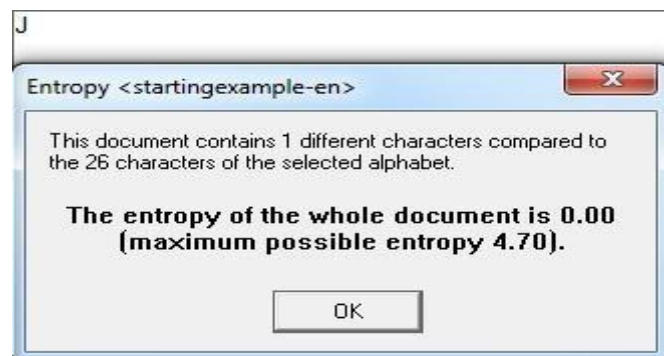 J
Entropy <startingexample-en>
This document contains 1 different characters compared to
the 26 characters of the selected alphabet.
The entropy of the whole document is 0.00
(maximum possible entropy 4.70).
OK